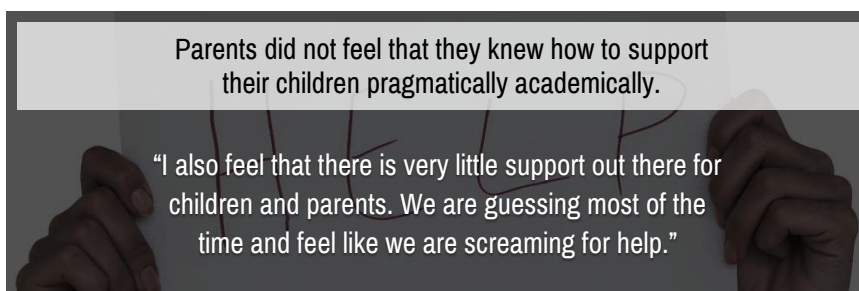 Parents did not feel that they knew how to support
their children pragmatically academically.
HELP
“I also feel that there is very little support out there for
children and parents. We are guessing most of the
time and feel like we are screaming for help.”